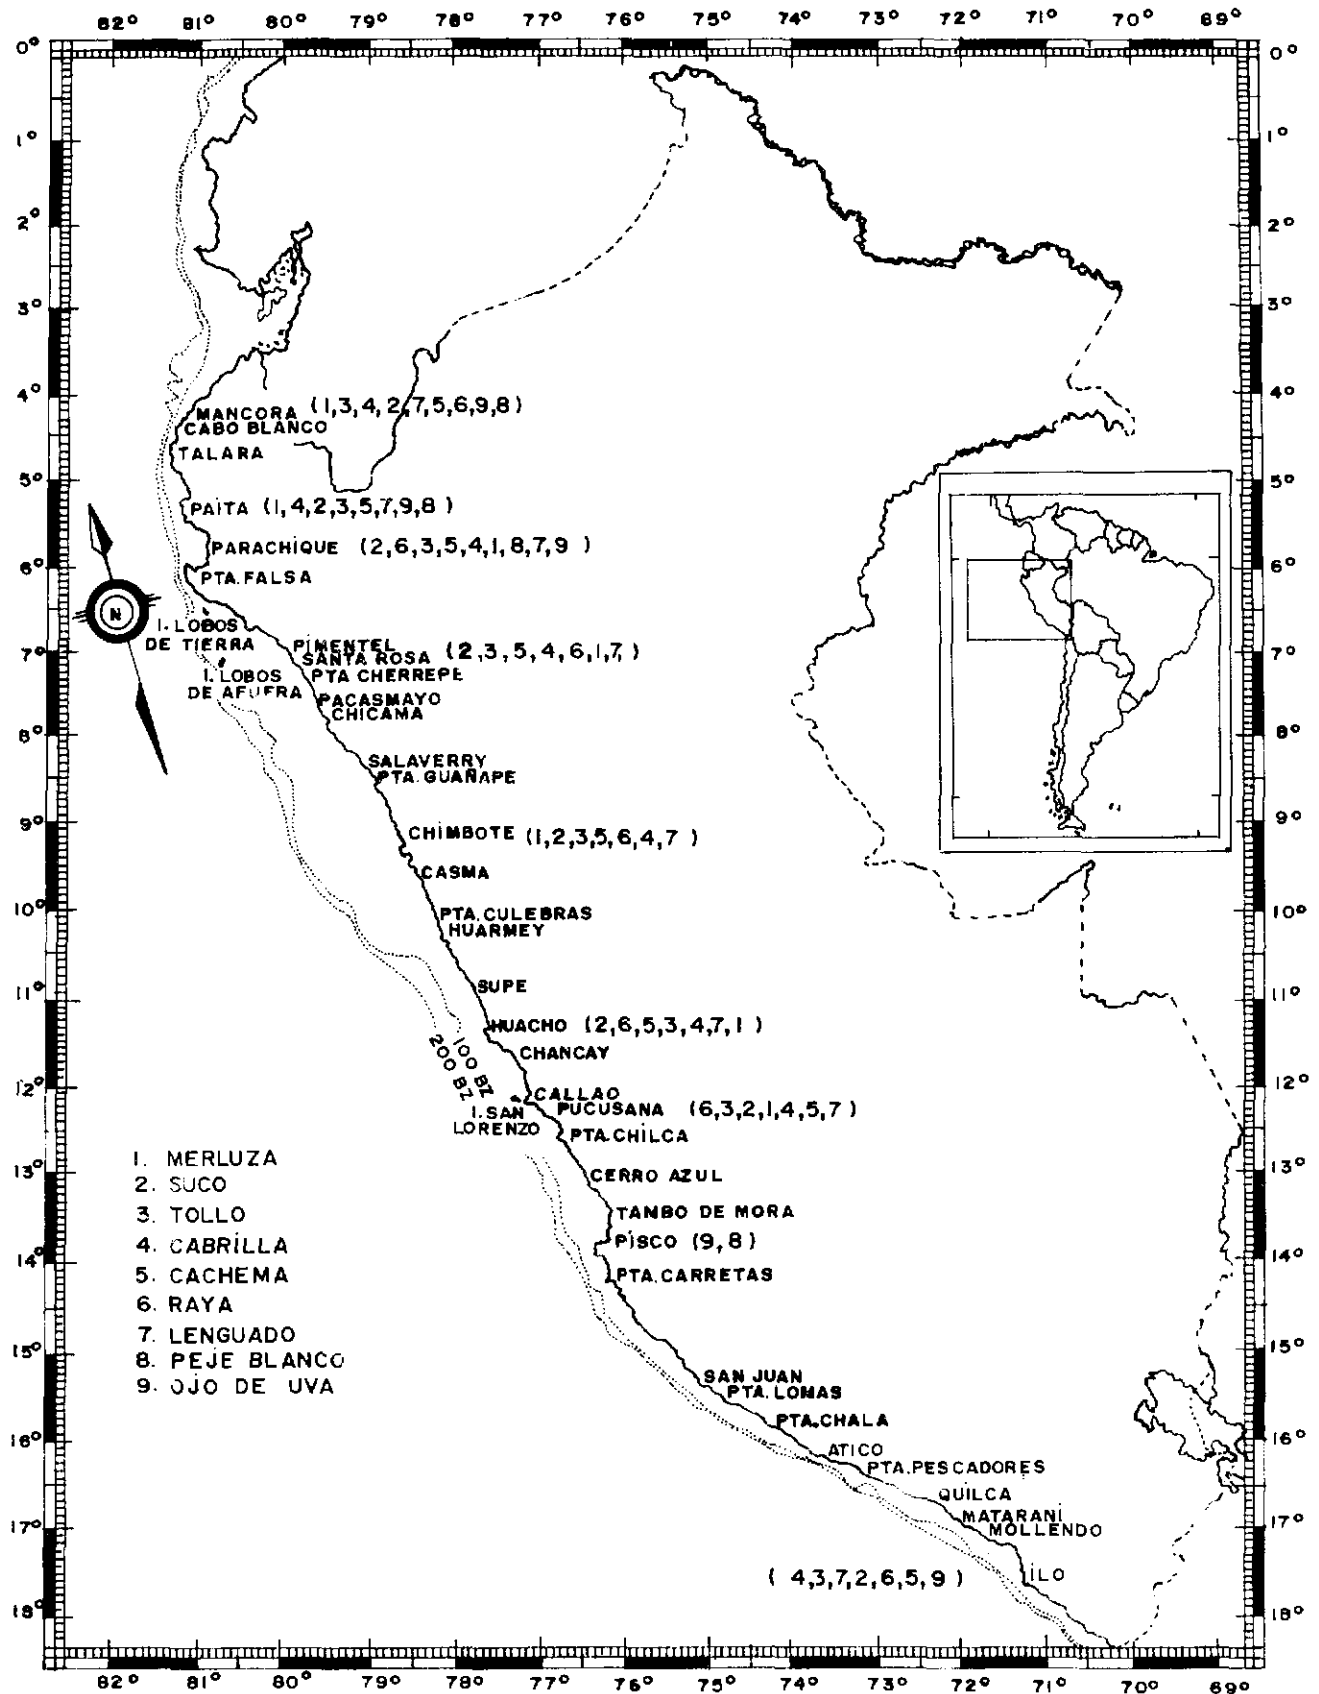 82° 81° 80° 79° 78° 77° 76° 75° 74° 73° 72° 71° 70° 69°
0° 0°
1° 1°
2° 2°
3° 3°
4° 4°
MANCORA (1,3,4,2,7,5,6,9,8)
CABO BLANCO
TALARA
5° 5°
PAITA (1,4,2,3,5,7,9,8)
PARACHIQUE (2,6,3,5,4,1,8,7,9)
6° 6°
PTA. FALSA
N
I. LOBOS
DE TIERRA
PIMENTEL
SANTA ROSA (2,3,5,4,6,1,7)
7° 7°
I. LOBOS
DE AFUERA
PTA CHERREPE
PACASMAYO
CHICAMA
8° 8°
SALAVERRY
PTA. GUAÑAPE
9° 9°
CHIMBOTE (1,2,3,5,6,4,7)
CASMA
10° 10°
PTA. CULEBRAS
HUARMEY
SUPE
11° 11°
HUACHO (2,6,5,3,4,7,1)
100 BZ
200 BZ
CHANCAY
12° 12°
CALLAO
PUCUSANA (6,3,2,1,4,5,7)
I. SAN
LORENZO
PTA. CHILCA
13° 13°
CERRO AZUL
TAMBO DE MORA
PISCO (9,8)
14° 14°
PTA. CARRETAS
1. MERLUZA
2. SUCO
3. TOLLO
4. CABRILLA
5. CACHEMA
6. RAYA
7. LENGUADO
8. PEJE BLANCO
9. OJO DE UVA
15° 15°
SAN JUAN
PTA. LOMAS
PTA. CHALA
16° 16°
ATICO
PTA. PESCADORES
QUILCA
MATARANI
MOLLENDO
17° 17°
ILO
(4,3,7,2,6,5,9)
18° 18°
82° 81° 80° 79° 78° 77° 76° 75° 74° 73° 72° 71° 70° 69°